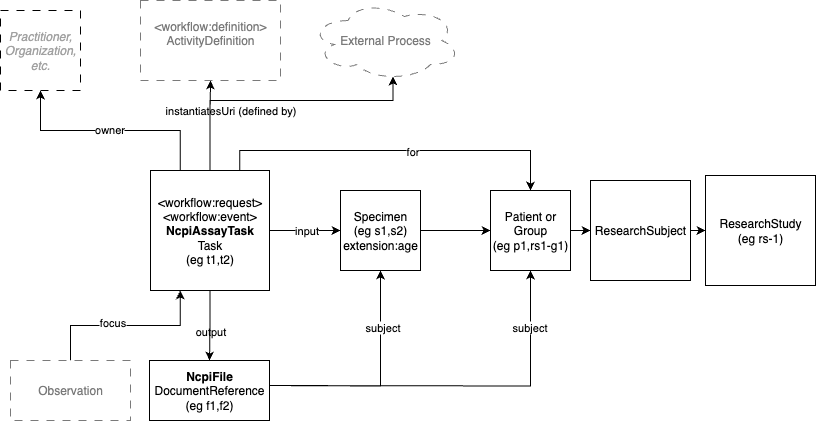 Practitioner,
Organization,
etc.
<workflow:definition>
ActivityDefinition
External Process
instantiatesUri (defined by)
owner
for
<workflow:request>
<workflow:event>
NcpiAssayTask
Task
(eg t1,t2)
input
Specimen
(eg s1,s2)
extension:age
Patient or
Group
(eg p1,rs1-g1)
ResearchSubject
ResearchStudy
(eg rs-1)
focus
output
subject
subject
Observation
NcpiFile
DocumentReference
(eg f1,f2)